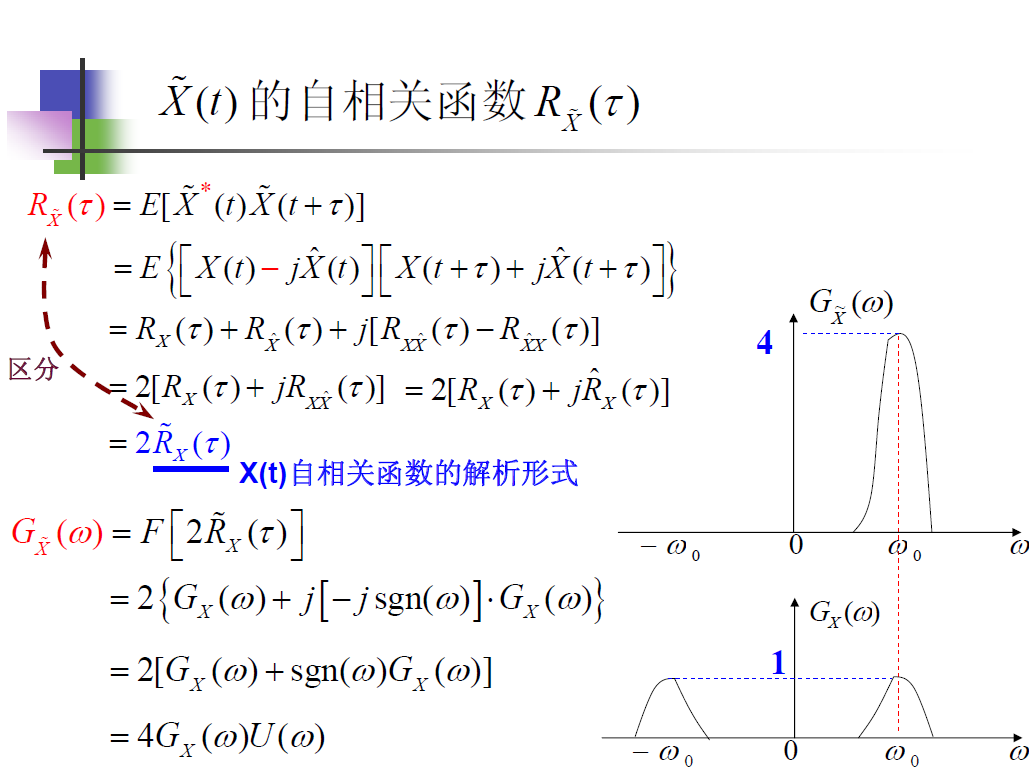 X̃(t) 的自相关函数 R_X̃(τ)
R_X̃(τ) = E[X̃*(t)X̃(t+τ)]
= E{[X(t) − jX̂(t)][X(t+τ) + jX̂(t+τ)]}
= R_X(τ) + R_X̂(τ) + j[R_XX̂(τ) − R_X̂X(τ)]
区分
= 2[R_X(τ) + jR_XX̂(τ)] = 2[R_X(τ) + jR̂_X(τ)]
= 2R̃_X(τ)
X(t)自相关函数的解析形式
G_X̃(ω) = F[2R̃_X(τ)]
= 2{G_X(ω) + j[−j sgn(ω)]·G_X(ω)}
= 2[G_X(ω) + sgn(ω)G_X(ω)]
= 4G_X(ω)U(ω)
G_X̃(ω)
4
−ω₀ 0 ω₀ ω
G_X(ω)
1
−ω₀ 0 ω₀ ω